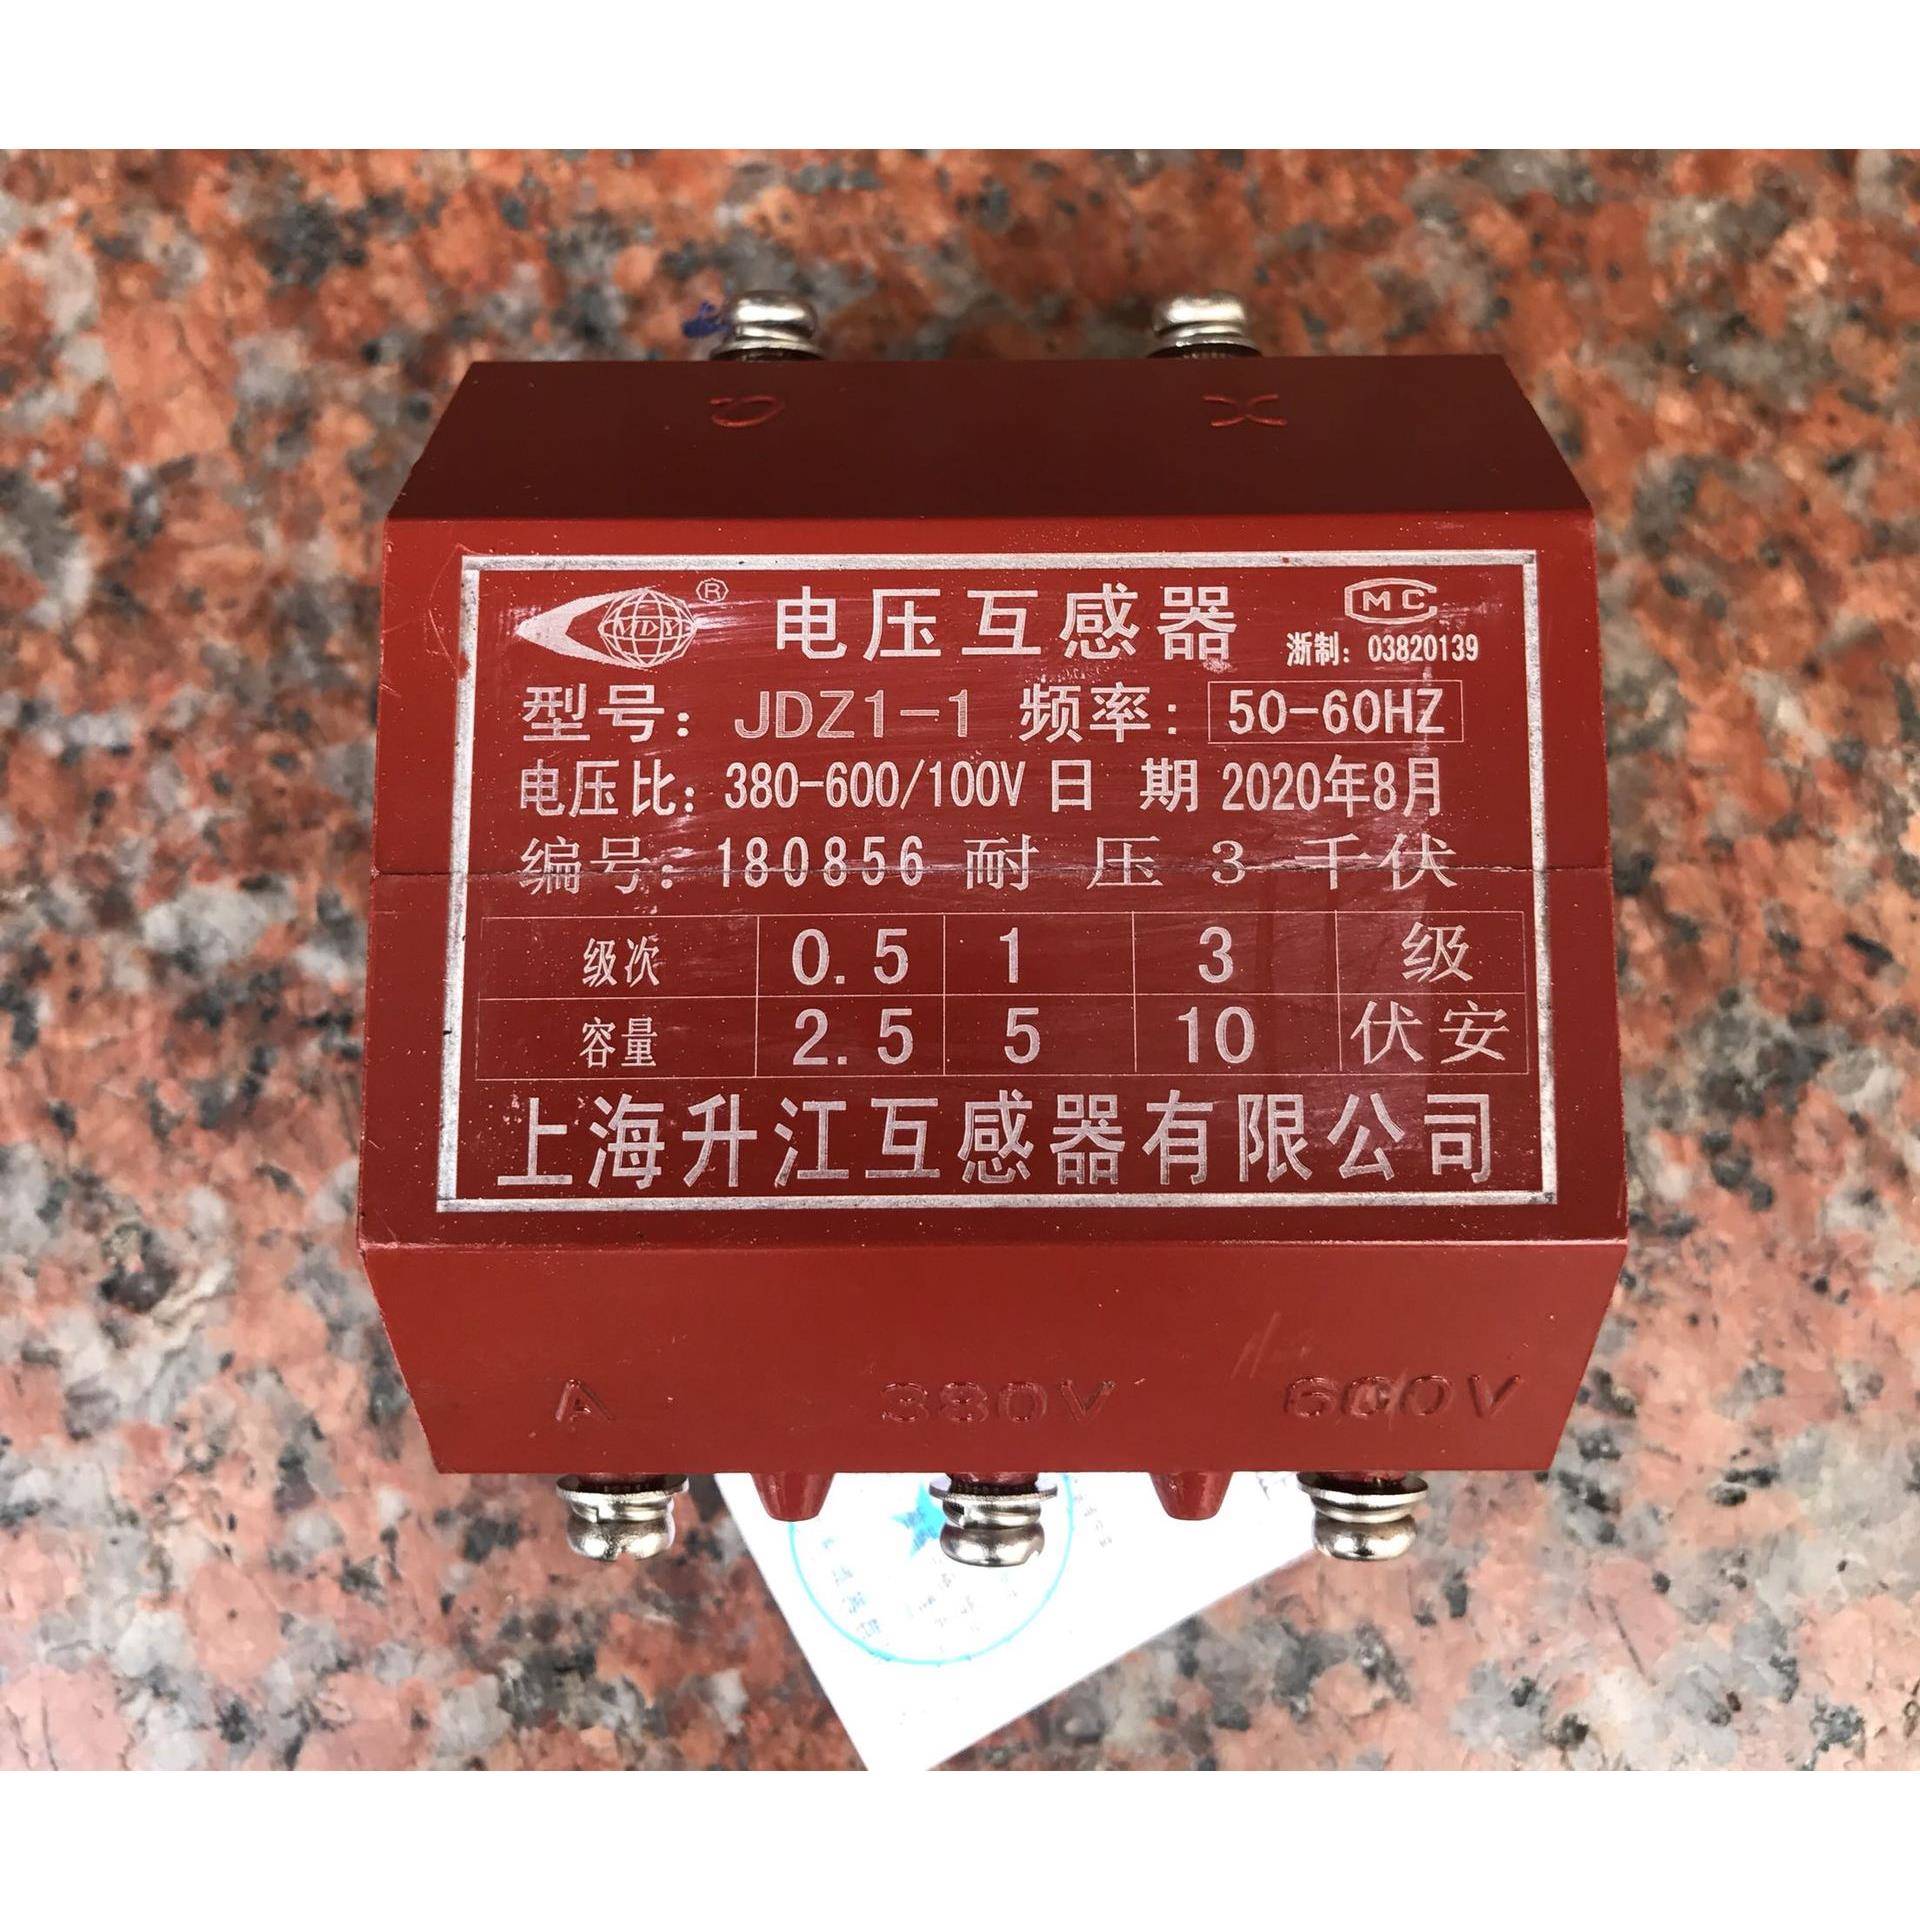 a X
MDY ® 电压互感器 CMC
浙制：03820139
型号：JDZ1-1 频率：50-60HZ
电压比：380-600/100V 日 期 2020年8月
编号：180856 耐 压 3 千伏
级次 0.5 1 3 级
容量 2.5 5 10 伏安
上海升江互感器有限公司
A 380V 600V